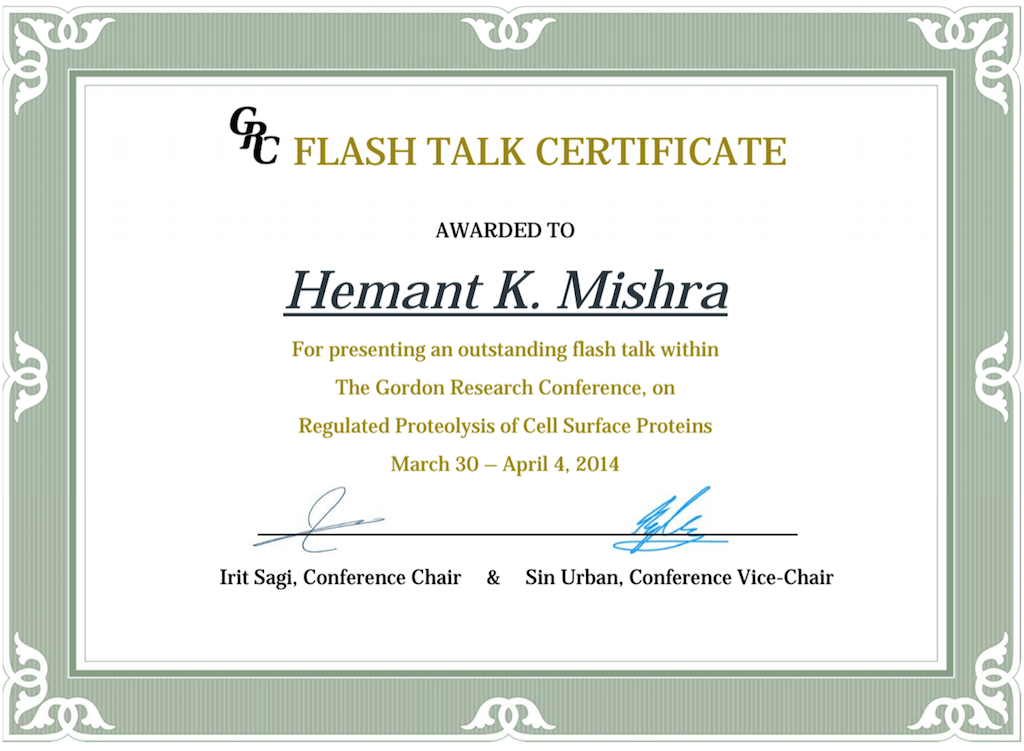 GRC FLASH TALK CERTIFICATE
AWARDED TO
Hemant K. Mishra
For presenting an outstanding flash talk within
The Gordon Research Conference, on
Regulated Proteolysis of Cell Surface Proteins
March 30 – April 4, 2014
Irit Sagi, Conference Chair & Sin Urban, Conference Vice-Chair